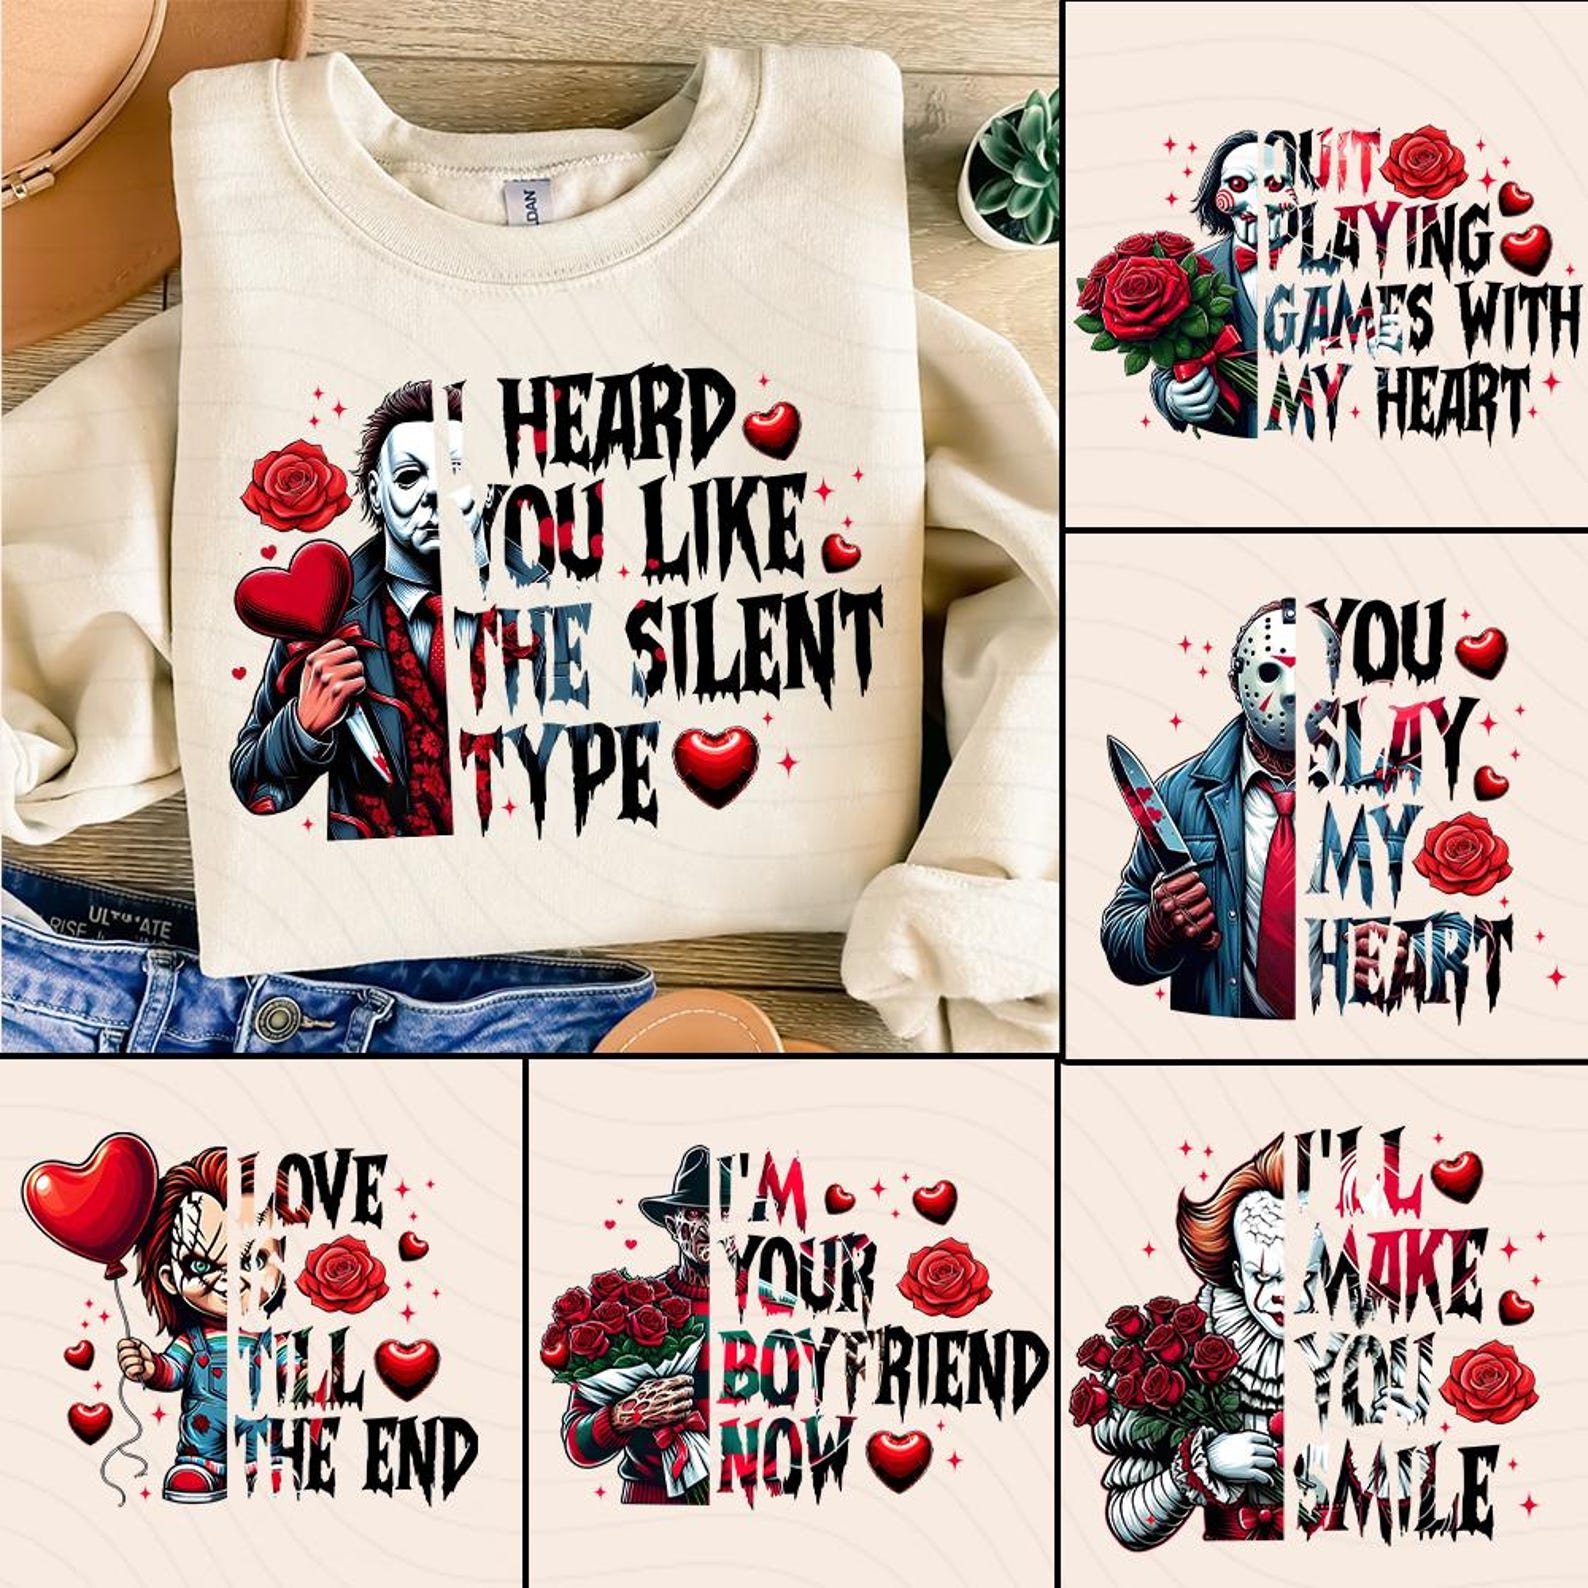 DAN
I HEARD
YOU LIKE
THE SILENT
TYPE
ULTIMATE
RISE
QUIT
PLAYING
GAMES WITH
MY HEART
YOU
SLAY
MY
HEART
LOVE
IS
TILL
THE END
I'M
YOUR
BOYFRIEND
NOW
I'LL
MAKE
YOU
SMILE